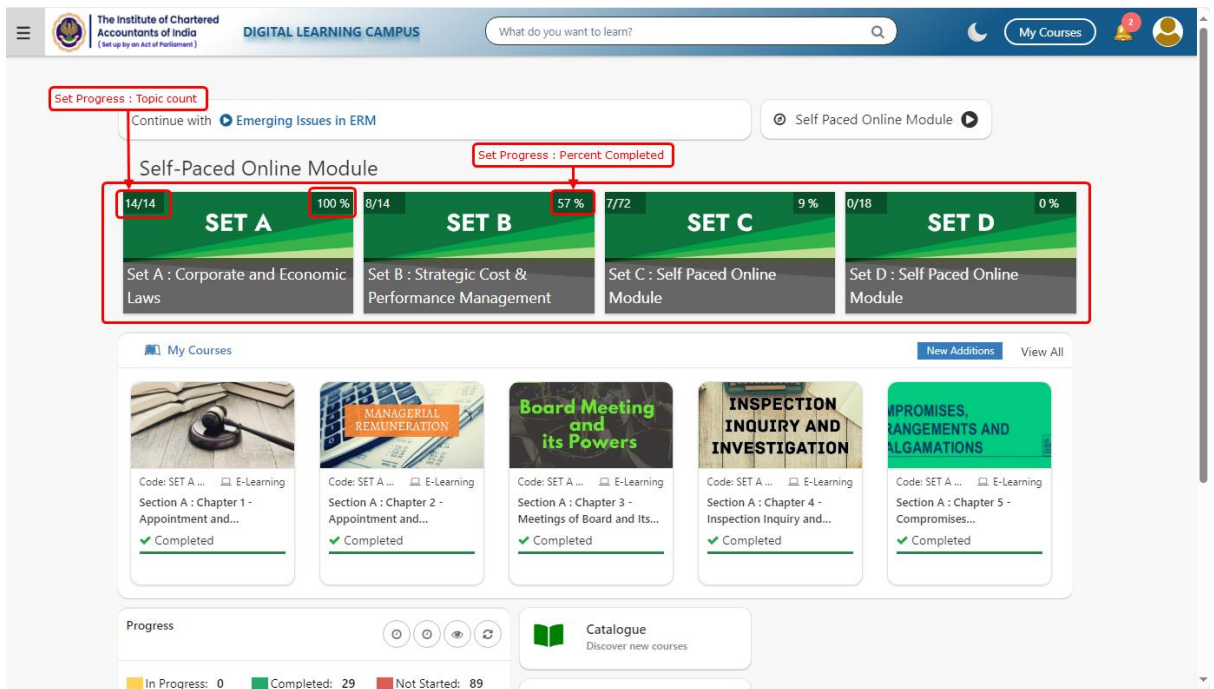 The Institute of Chartered
Accountants of India
(Set up by an Act of Parliament)
DIGITAL LEARNING CAMPUS
What do you want to learn?
My Courses
2
Set Progress : Topic count
Continue with Emerging Issues in ERM
Self Paced Online Module
Set Progress : Percent Completed
Self-Paced Online Module
14/14
100 %
SET A
Set A : Corporate and Economic
Laws
8/14
57 %
SET B
Set B : Strategic Cost &
Performance Management
7/72
9 %
SET C
Set C : Self Paced Online
Module
0/18
0 %
SET D
Set D : Self Paced Online
Module
My Courses
New Additions
View All
Code: SET A ... E-Learning
Section A : Chapter 1 -
Appointment and...
Completed
MANAGERIAL
REMUNERATION
Code: SET A ... E-Learning
Section A : Chapter 2 -
Appointment and...
Completed
Board Meeting
and
its Powers
Code: SET A ... E-Learning
Section A : Chapter 3 -
Meetings of Board and Its...
Completed
INSPECTION
INQUIRY AND
INVESTIGATION
Code: SET A ... E-Learning
Section A : Chapter 4 -
Inspection Inquiry and...
Completed
MPROMISES,
RANGEMENTS AND
ALGAMATIONS
Code: SET A ... E-Learning
Section A : Chapter 5 -
Compromises...
Completed
Progress
Catalogue
Discover new courses
In Progress: 0 Completed: 29 Not Started: 89